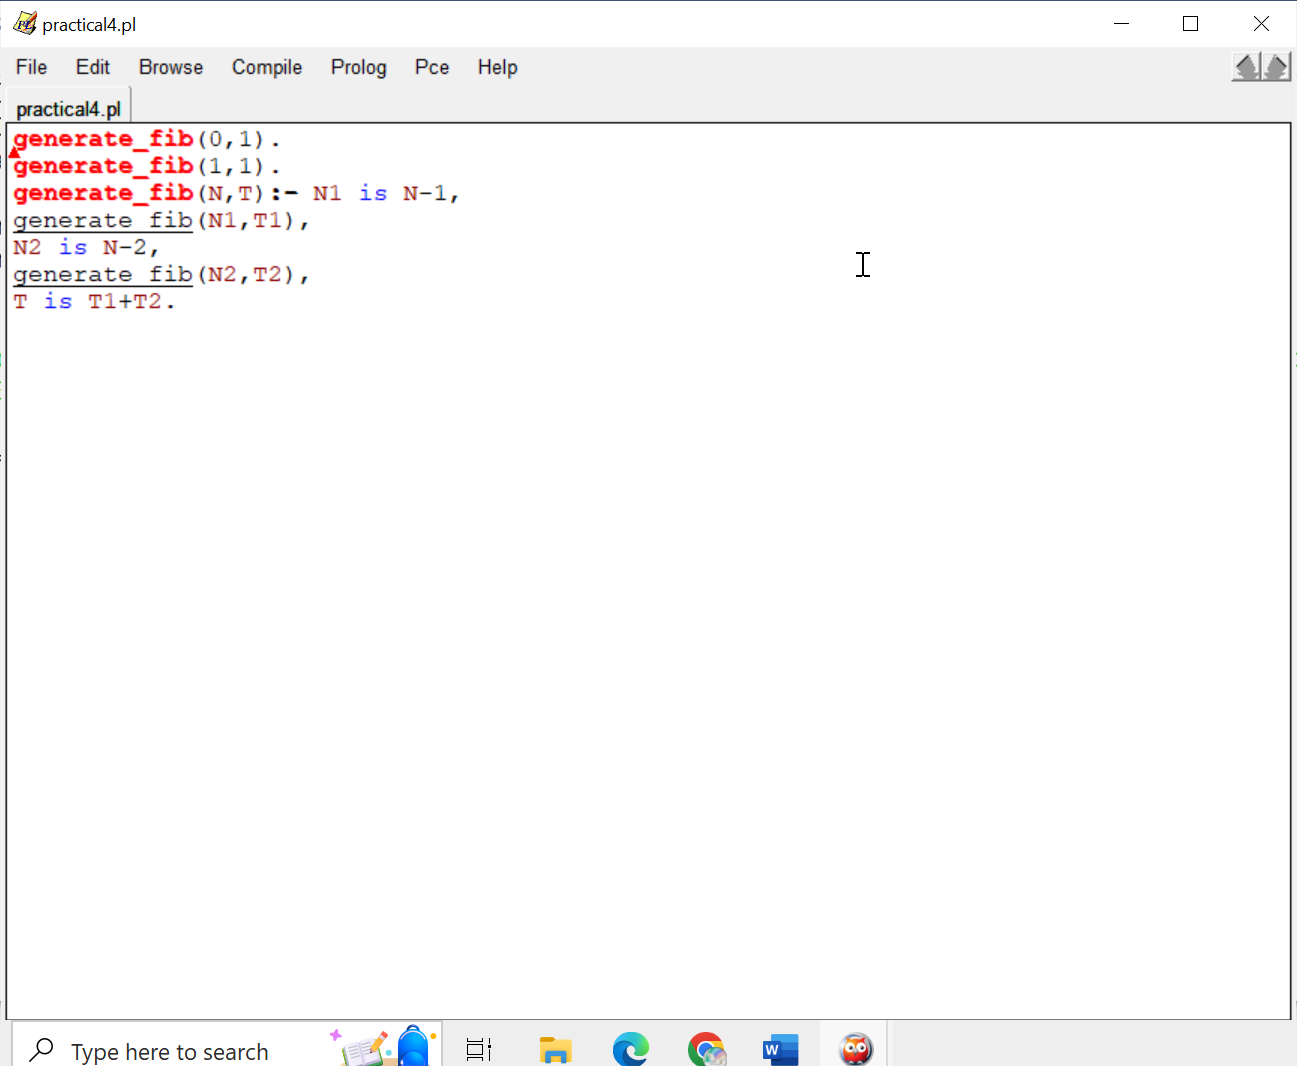 practical4.pl
File Edit Browse Compile Prolog Pce Help
practical4.pl
generate_fib(0,1).
generate_fib(1,1).
generate_fib(N,T):- N1 is N-1,
generate_fib(N1,T1),
N2 is N-2,
generate_fib(N2,T2),
T is T1+T2.
Type here to search